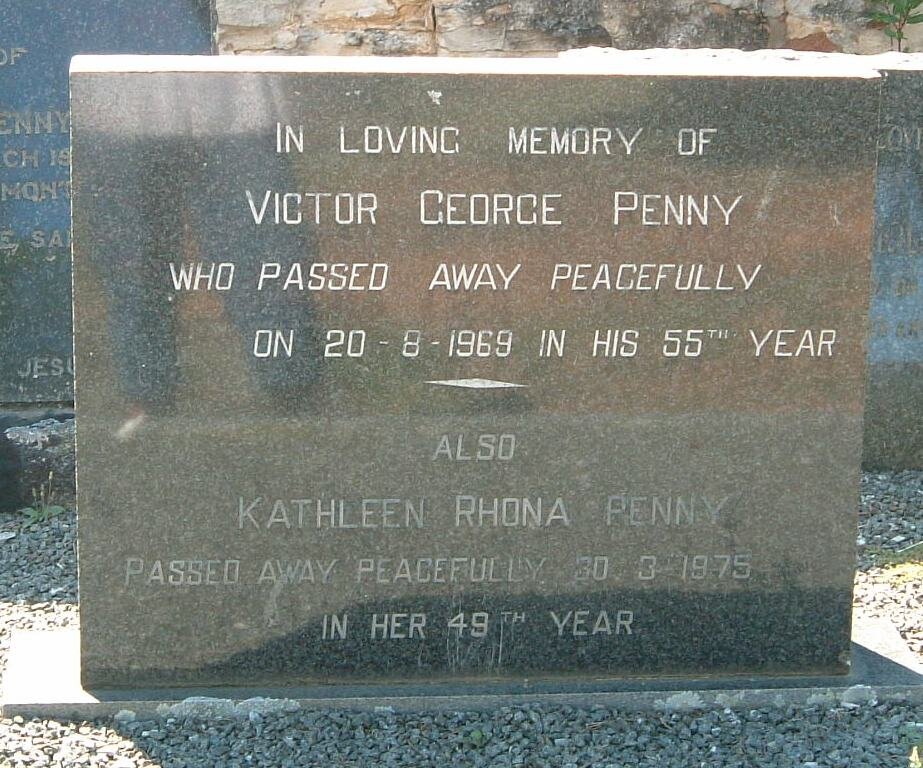 IN LOVING MEMORY OF
VICTOR GEORGE PENNY
WHO PASSED AWAY PEACEFULLY
ON 20-8-1969 IN HIS 55TH YEAR
ALSO
KATHLEEN RHONA PENNY
PASSED AWAY PEACEFULLY 30-3-1975
IN HER 49TH YEAR
OF